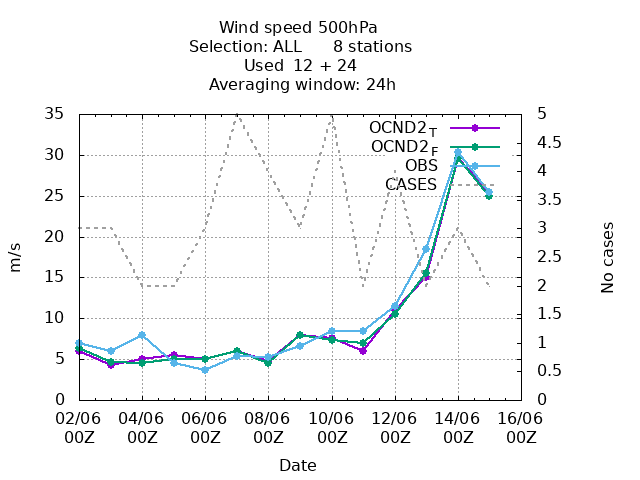 Wind speed 500hPa
Selection: ALL 8 stations
Used 12 + 24
Averaging window: 24h
35
30
25
20
15
10
5
0
m/s
OCND2T
OCND2F
OBS
CASES
5
4.5
4
3.5
3
2.5
2
1.5
1
0.5
0
No cases
02/06 04/06 06/06 08/06 10/06 12/06 14/06 16/06
00Z 00Z 00Z 00Z 00Z 00Z 00Z 00Z
Date